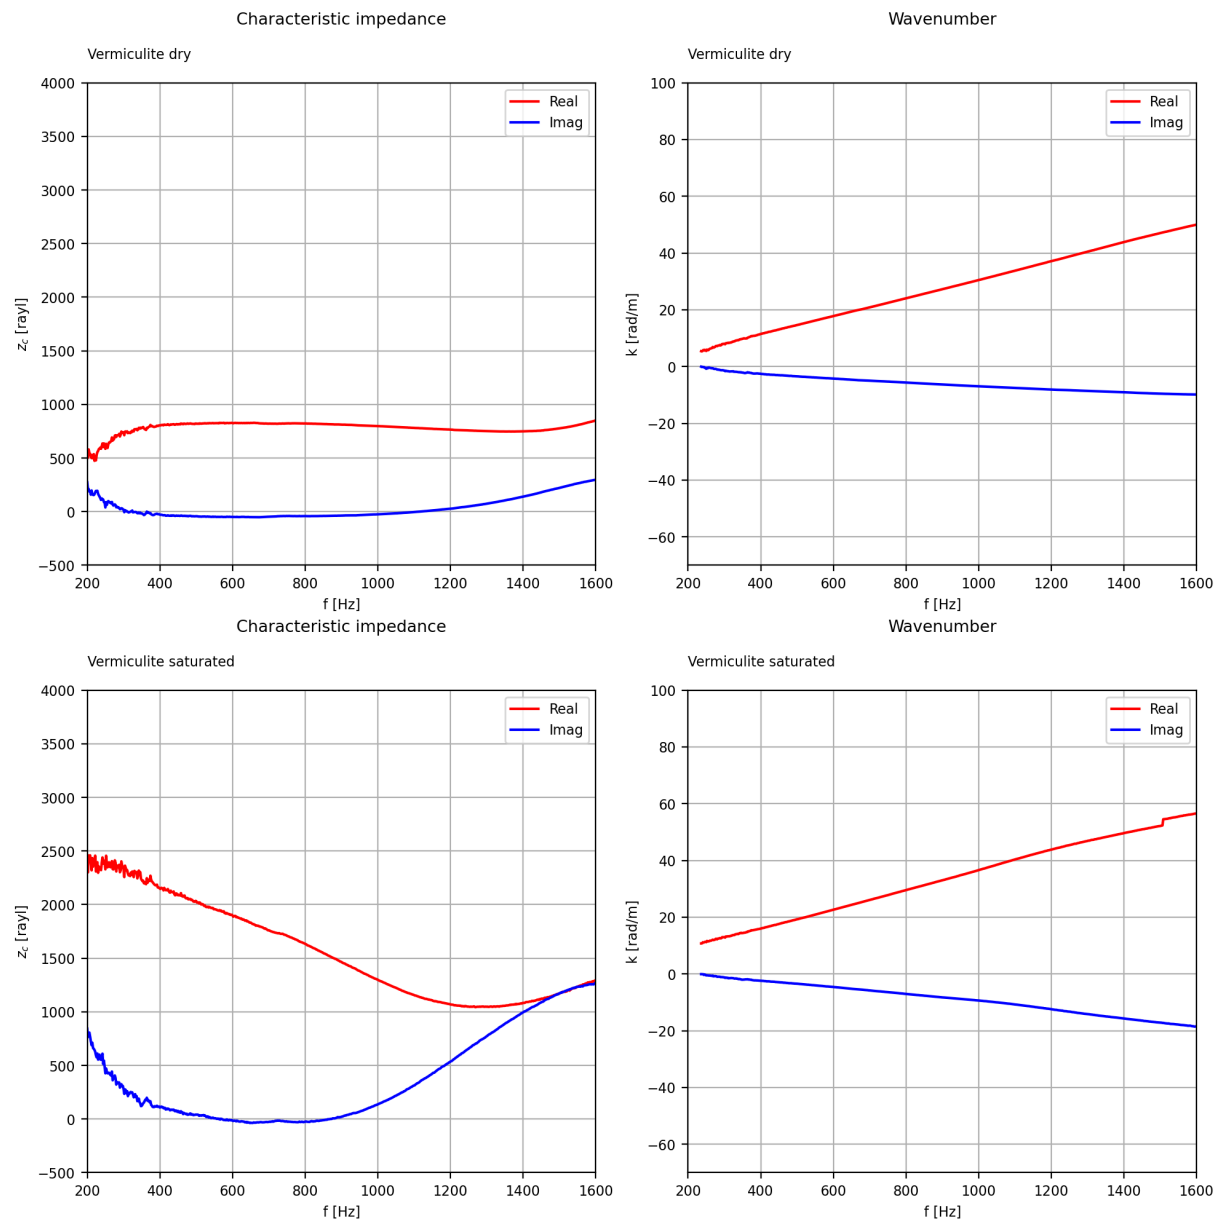 Characteristic impedance
Vermiculite dry
4000
3500
3000
2500
2000
1500
1000
500
0
−500
z_c [rayl]
200 400 600 800 1000 1200 1400 1600
f [Hz]
Real
Imag
Wavenumber
Vermiculite dry
100
80
60
40
20
0
−20
−40
−60
k [rad/m]
200 400 600 800 1000 1200 1400 1600
f [Hz]
Real
Imag
Characteristic impedance
Vermiculite saturated
4000
3500
3000
2500
2000
1500
1000
500
0
−500
z_c [rayl]
200 400 600 800 1000 1200 1400 1600
f [Hz]
Real
Imag
Wavenumber
Vermiculite saturated
100
80
60
40
20
0
−20
−40
−60
k [rad/m]
200 400 600 800 1000 1200 1400 1600
f [Hz]
Real
Imag